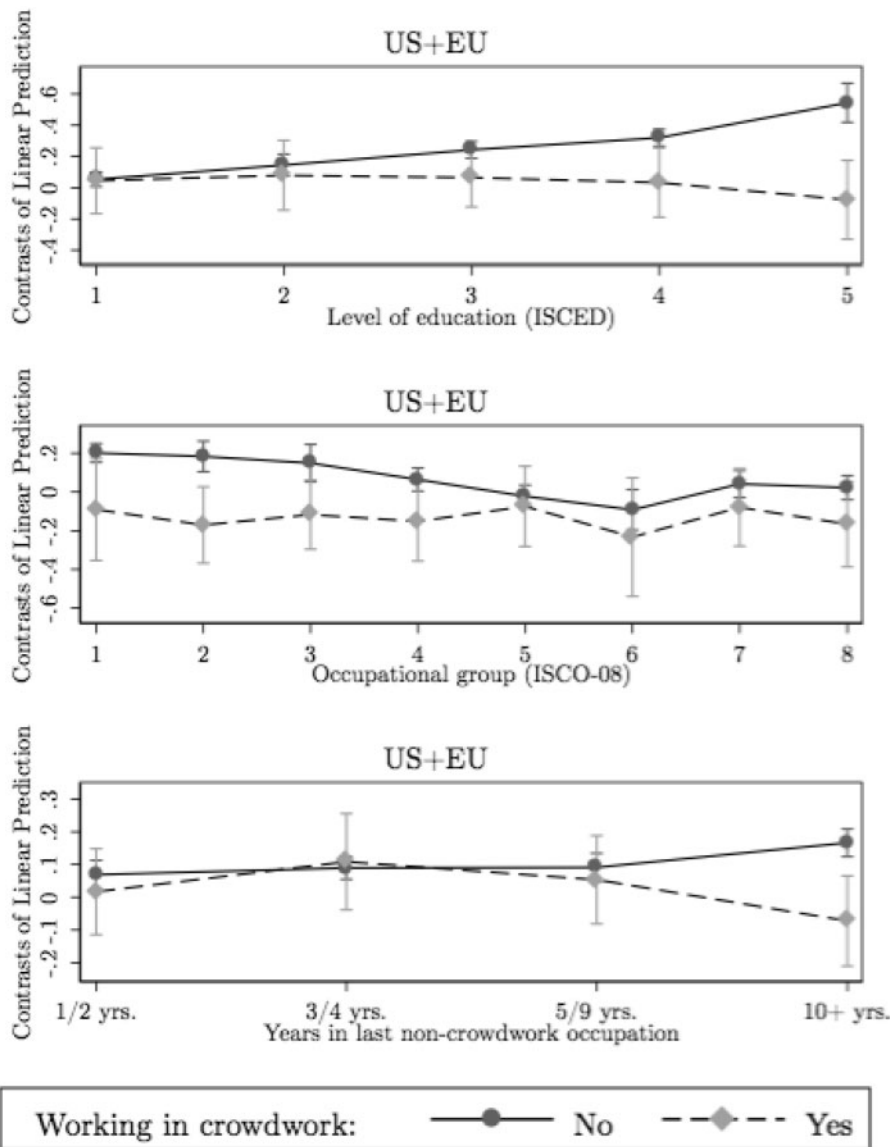 US+EU
Contrasts of Linear Prediction
.6
.4
.2
0
-.2
-.4
1 2 3 4 5
Level of education (ISCED)
US+EU
Contrasts of Linear Prediction
.2
0
-.2
-.4
-.6
1 2 3 4 5 6 7 8
Occupational group (ISCO-08)
US+EU
Contrasts of Linear Prediction
.3
.2
.1
0
-.1
-.2
1/2 yrs. 3/4 yrs. 5/9 yrs. 10+ yrs.
Years in last non-crowdwork occupation
Working in crowdwork: No Yes